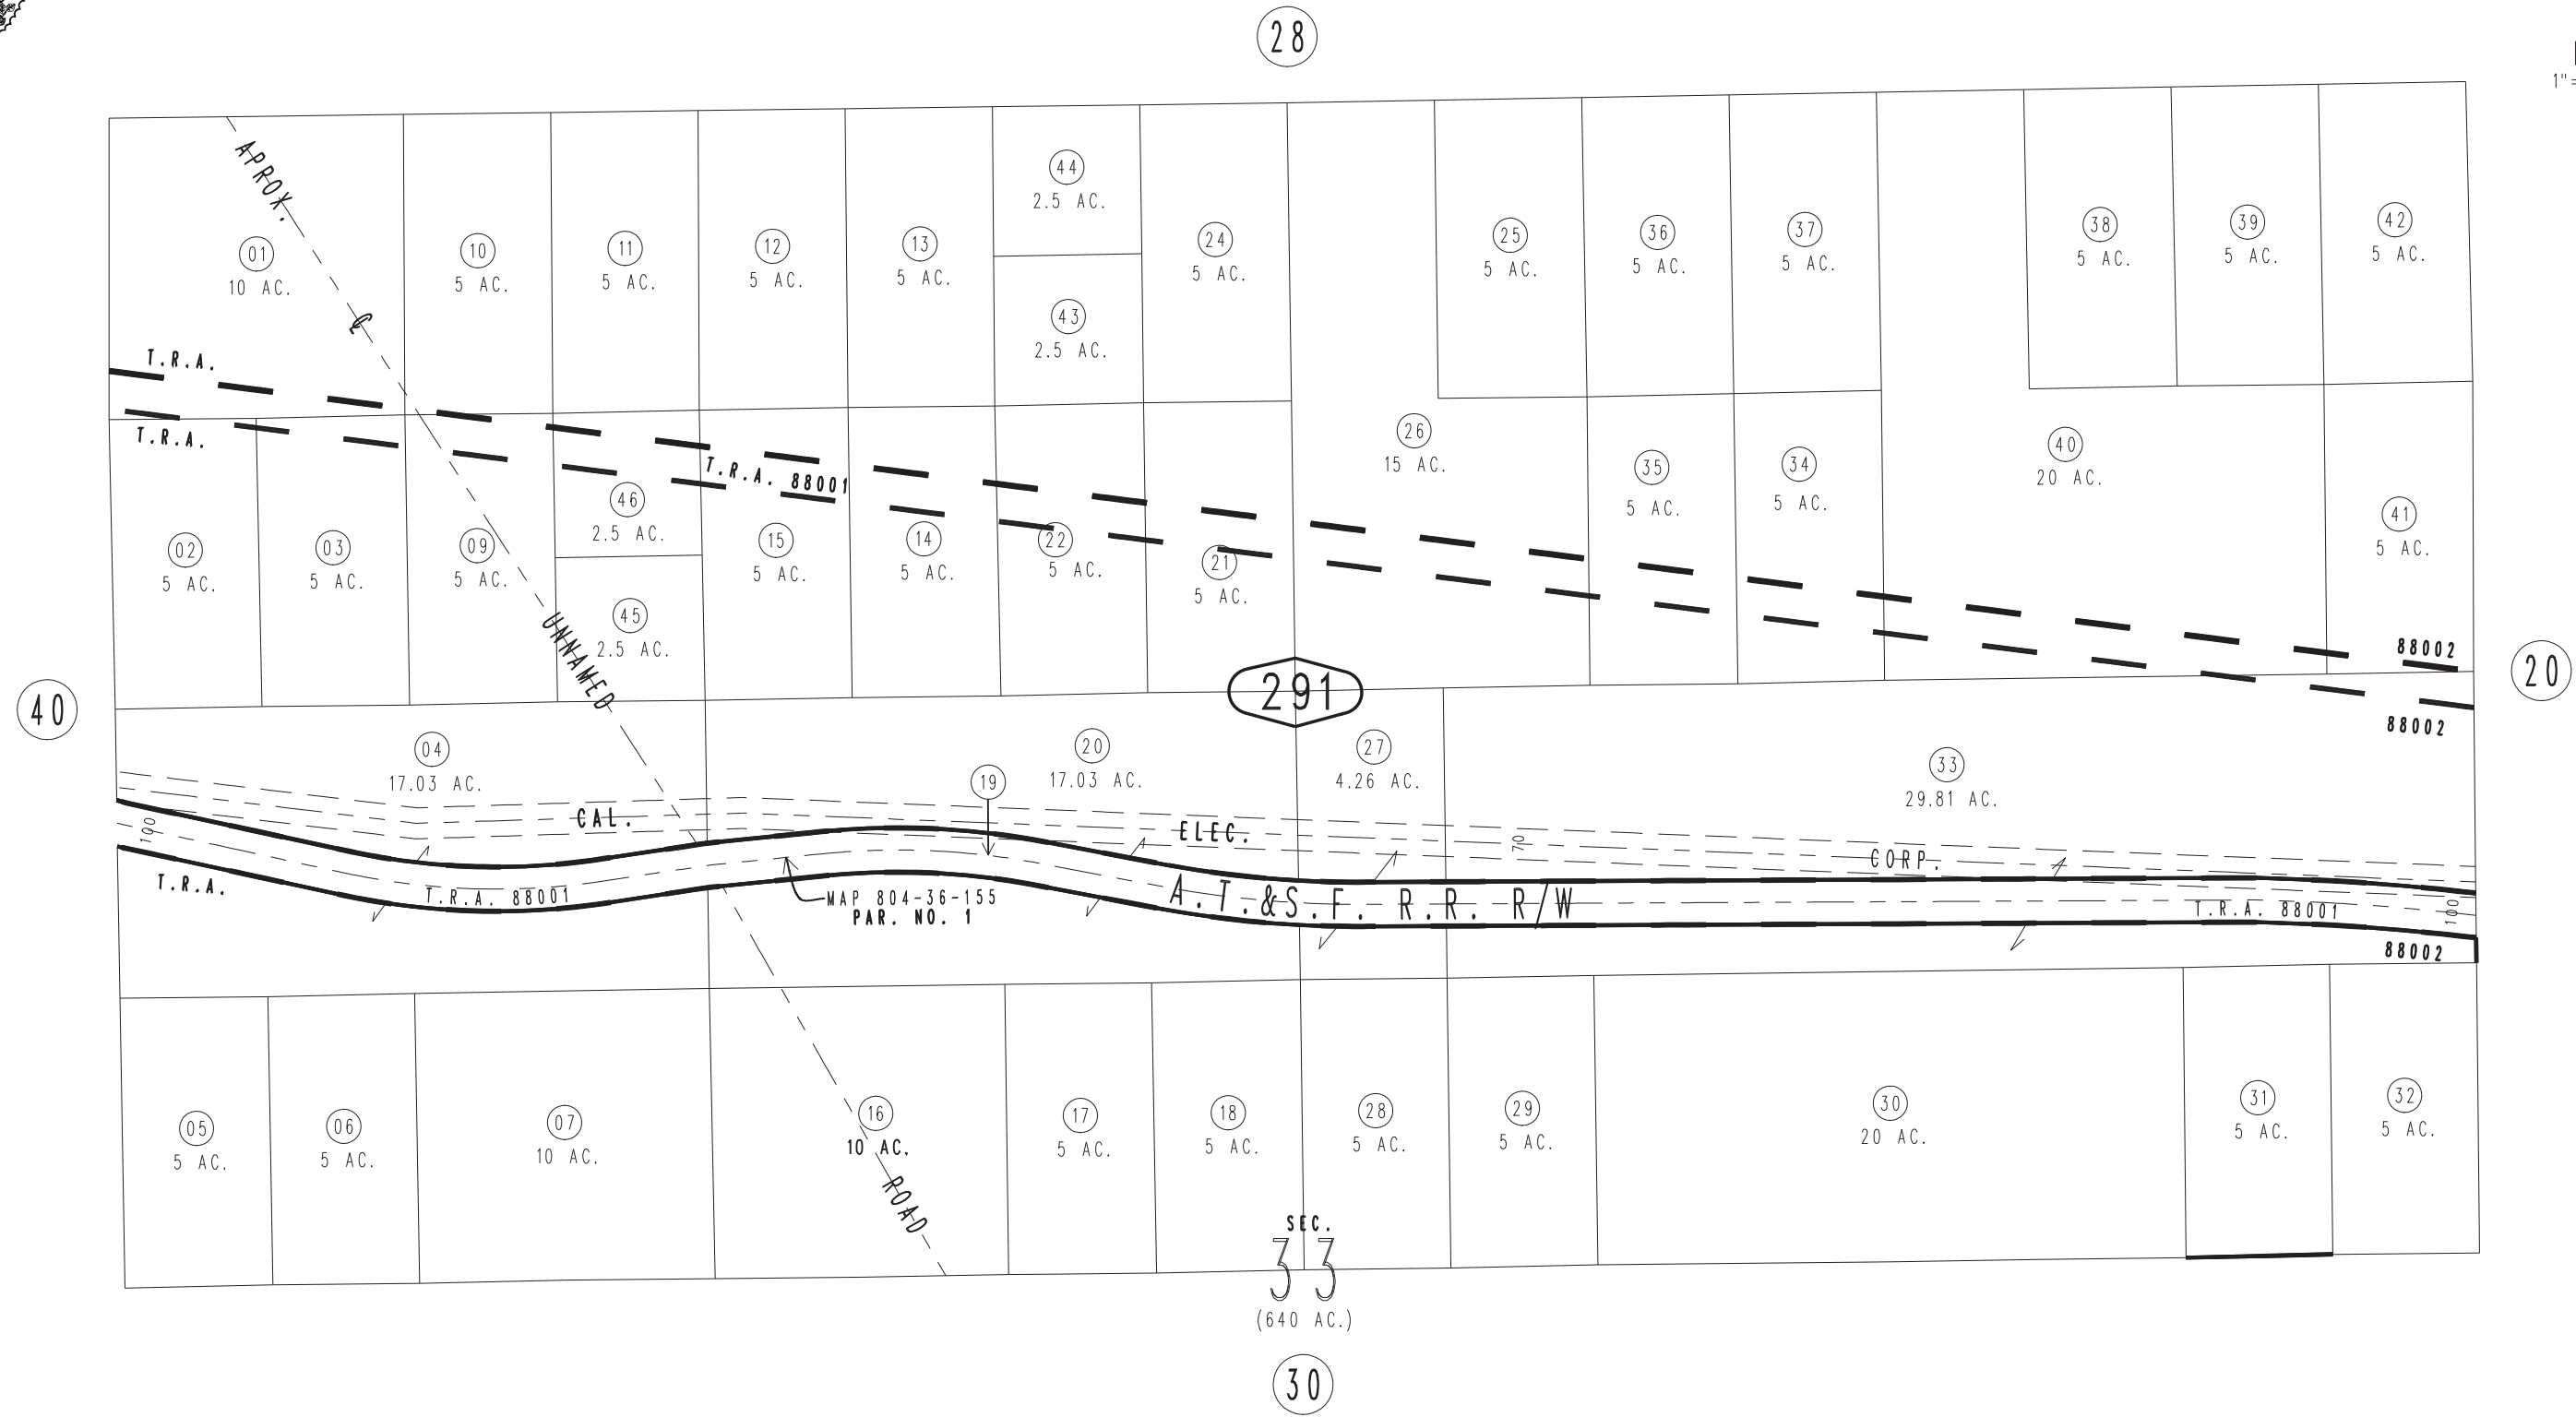 28
1"=
APROX.
44
2.5 AC.
01
10 AC.
10
5 AC.
11
5 AC.
12
5 AC.
13
5 AC.
24
5 AC.
25
5 AC.
36
5 AC.
37
5 AC.
38
5 AC.
39
5 AC.
42
5 AC.
43
2.5 AC.
T.R.A.
T.R.A.
T.R.A. 88001
26
15 AC.
35
5 AC.
34
5 AC.
40
20 AC.
41
5 AC.
46
2.5 AC.
02
5 AC.
03
5 AC.
09
5 AC.
15
5 AC.
14
5 AC.
22
5 AC.
21
5 AC.
45
2.5 AC.
UNNAMED
88002
291
40
20
88002
04
17.03 AC.
20
17.03 AC.
19
27
4.26 AC.
33
29.81 AC.
100
CAL.
ELEC.
70
CORP.
T.R.A.
T.R.A. 88001
MAP 804-36-155
PAR. NO. 1
A.T.&S.F. R.R. R/W
T.R.A. 88001
100
88002
05
5 AC.
06
5 AC.
07
10 AC.
16
10 AC.
17
5 AC.
18
5 AC.
28
5 AC.
29
5 AC.
30
20 AC.
31
5 AC.
32
5 AC.
ROAD
SEC.
33
(640 AC.)
30